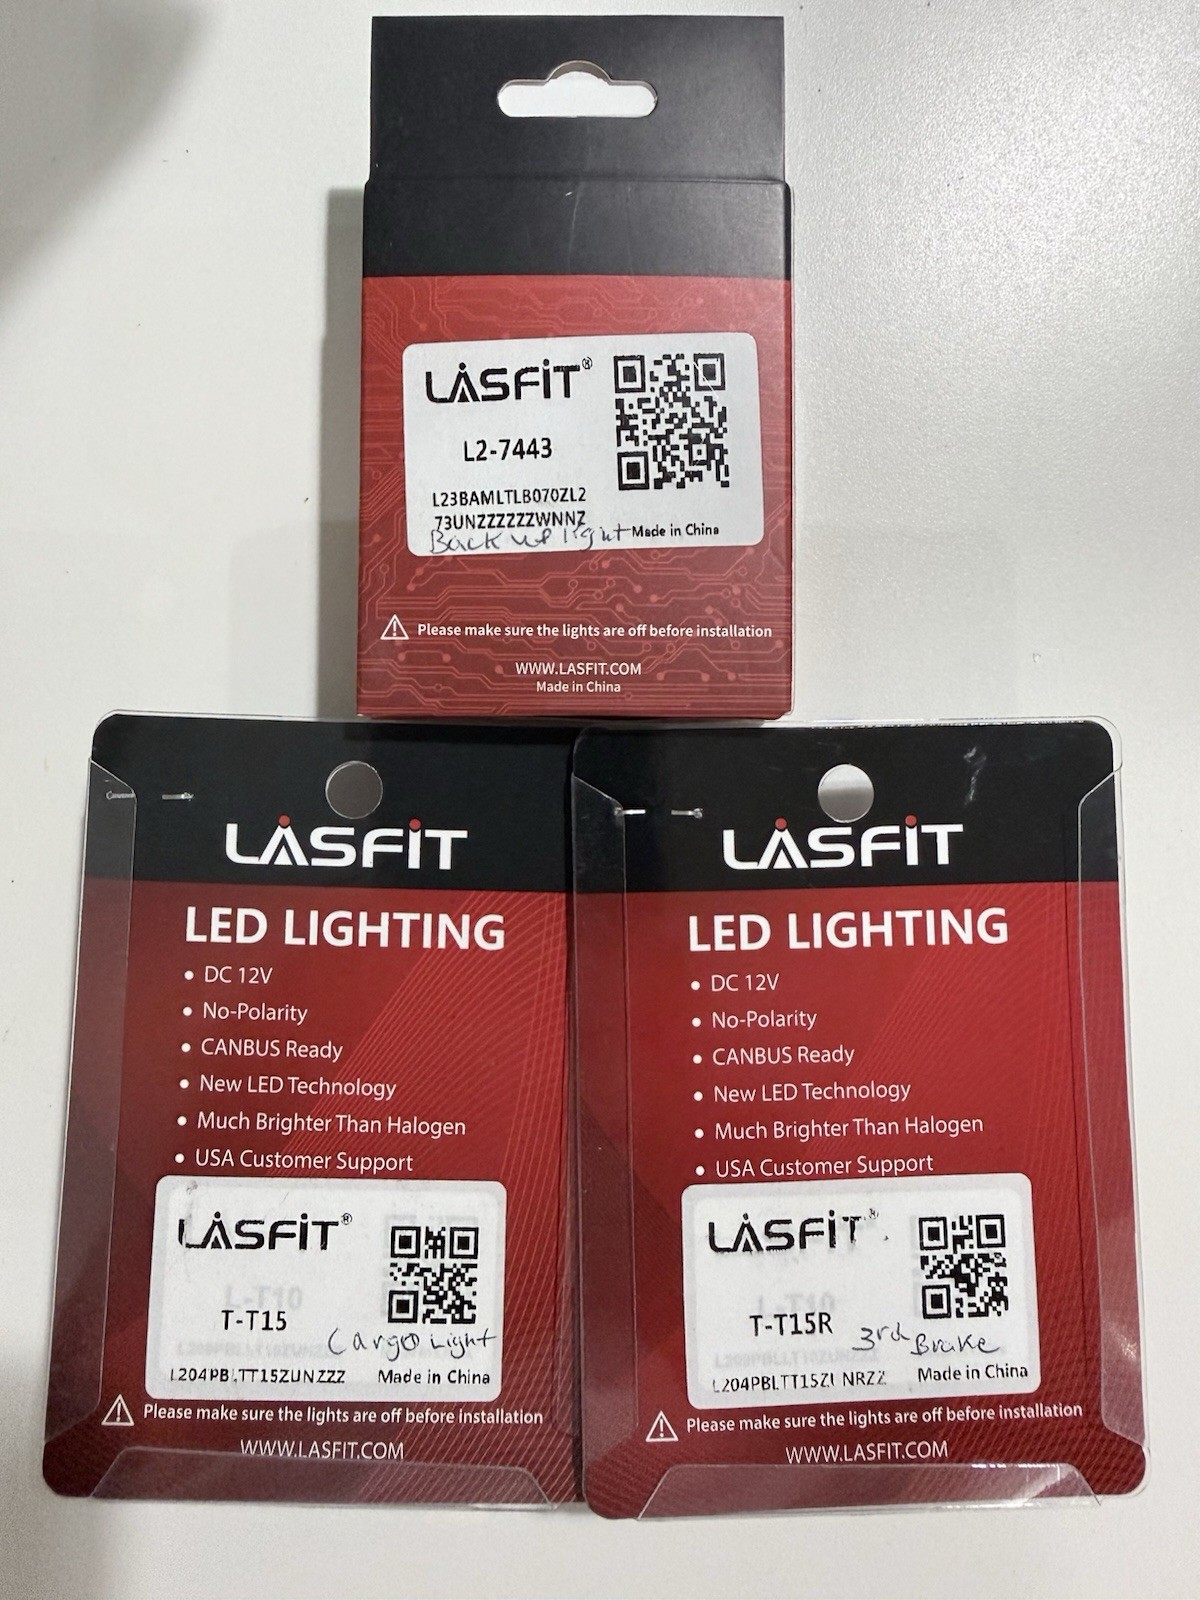 LASFIT®
L2-7443
L23BAMLTLB070ZL2
73UNZZZZZZWNNZ
Back up light Made in China
Please make sure the lights are off before installation
WWW.LASFIT.COM
Made in China
LASFIT
LED LIGHTING
• DC 12V
• No-Polarity
• CANBUS Ready
• New LED Technology
• Much Brighter Than Halogen
• USA Customer Support
LASFIT®
L-T10
T-T15
Cargo Light
L204PBLTT15ZUNZZZ Made in China
Please make sure the lights are off before installation
WWW.LASFIT.COM
LASFIT
LED LIGHTING
• DC 12V
• No-Polarity
• CANBUS Ready
• New LED Technology
• Much Brighter Than Halogen
• USA Customer Support
LASFIT®
L-T10
T-T15R
3rd Brake
L204PBLTT15ZUNRZZ Made in China
Please make sure the lights are off before installation
WWW.LASFIT.COM